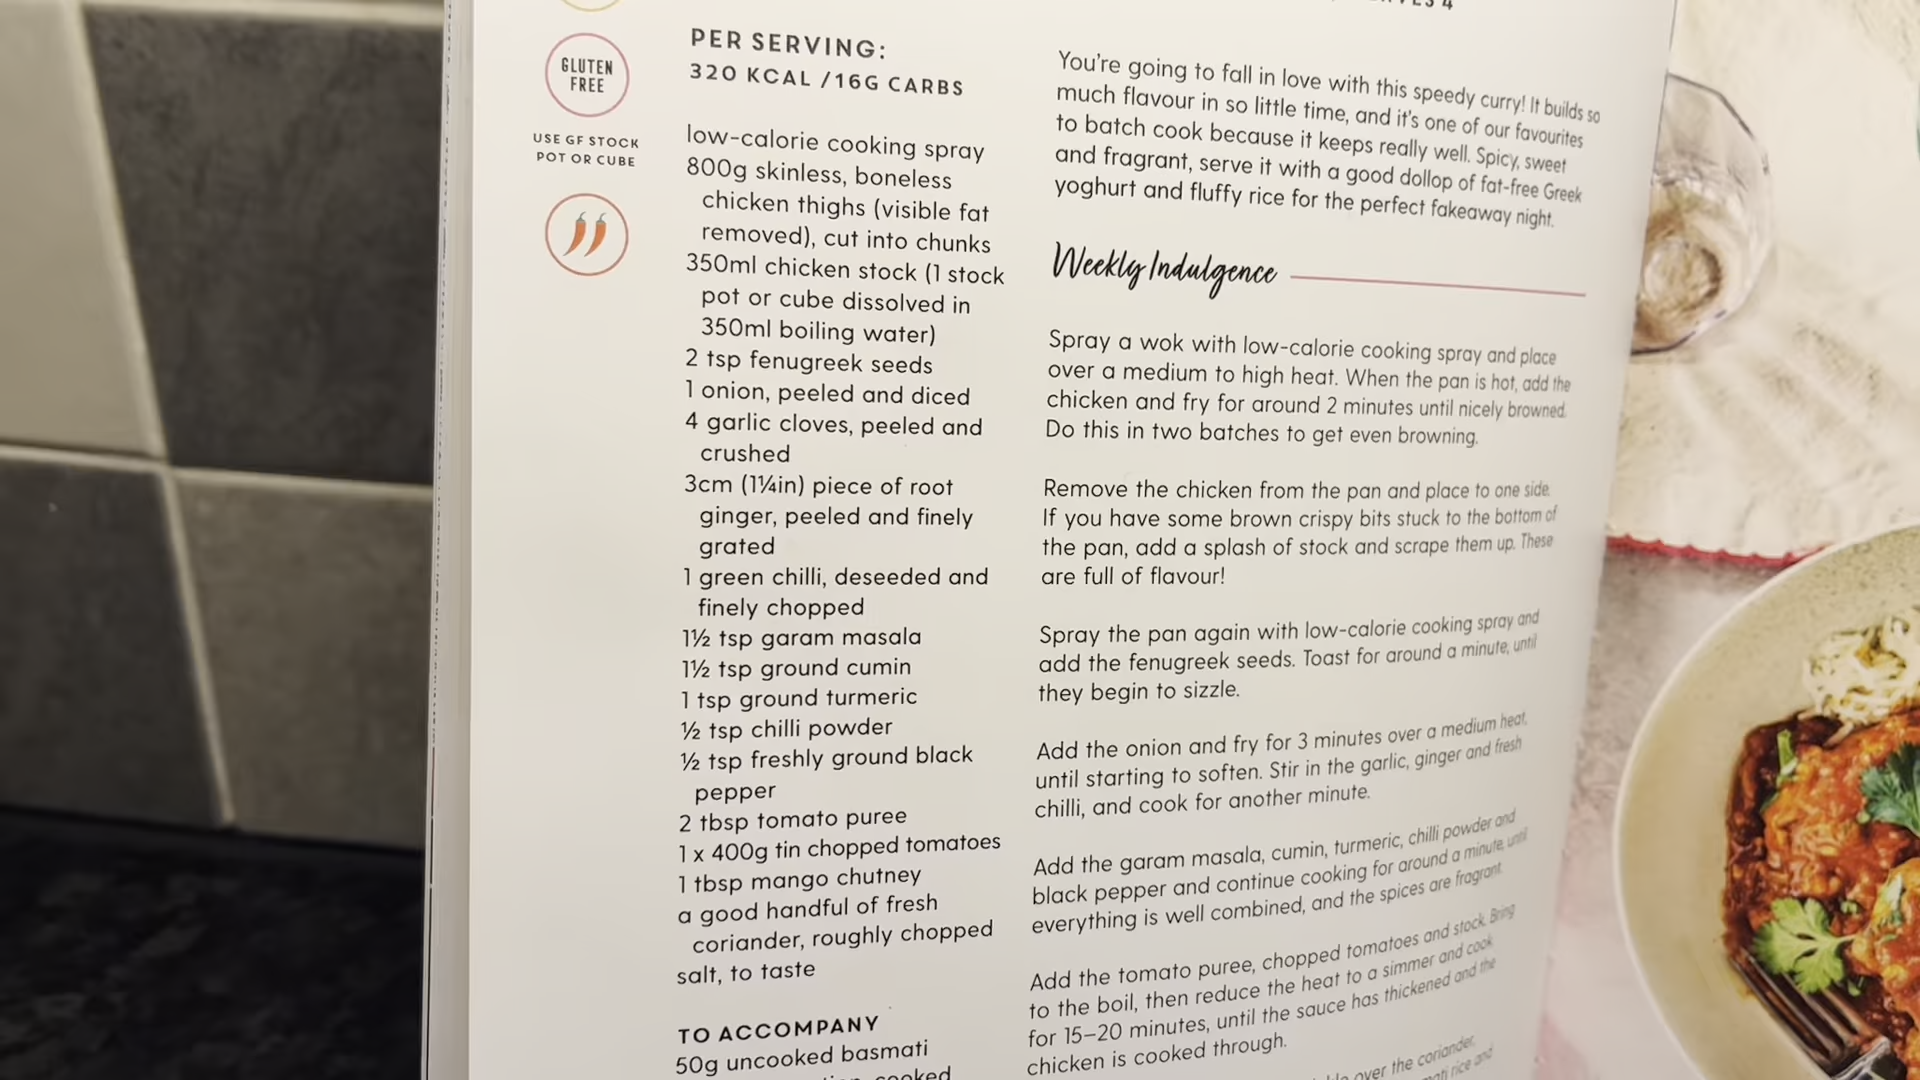 GLUTEN
FREE
USE GF STOCK
POT OR CUBE
PER SERVING:
320 KCAL /16G CARBS
low-calorie cooking spray
800g skinless, boneless
chicken thighs (visible fat
removed), cut into chunks
350ml chicken stock (1 stock
pot or cube dissolved in
350ml boiling water)
2 tsp fenugreek seeds
1 onion, peeled and diced
4 garlic cloves, peeled and
crushed
3cm (1¼in) piece of root
ginger, peeled and finely
grated
1 green chilli, deseeded and
finely chopped
1½ tsp garam masala
1½ tsp ground cumin
1 tsp ground turmeric
½ tsp chilli powder
½ tsp freshly ground black
pepper
2 tbsp tomato puree
1 x 400g tin chopped tomatoes
1 tbsp mango chutney
a good handful of fresh
coriander, roughly chopped
salt, to taste
TO ACCOMPANY
50g uncooked basmati
cooked
4
You're going to fall in love with this speedy curry! It builds so
much flavour in so little time, and it's one of our favourites
to batch cook because it keeps really well. Spicy, sweet
and fragrant, serve it with a good dollop of fat-free Greek
yoghurt and fluffy rice for the perfect fakeaway night.
Weekly Indulgence
Spray a wok with low-calorie cooking spray and place
over a medium to high heat. When the pan is hot, add the
chicken and fry for around 2 minutes until nicely browned.
Do this in two batches to get even browning.
Remove the chicken from the pan and place to one side.
If you have some brown crispy bits stuck to the bottom of
the pan, add a splash of stock and scrape them up. These
are full of flavour!
Spray the pan again with low-calorie cooking spray and
add the fenugreek seeds. Toast for around a minute, until
they begin to sizzle.
Add the onion and fry for 3 minutes over a medium heat,
until starting to soften. Stir in the garlic, ginger and fresh
chilli, and cook for another minute.
Add the garam masala, cumin, turmeric, chilli powder and
black pepper and continue cooking for around a minute, until
everything is well combined, and the spices are fragrant.
Add the tomato puree, chopped tomatoes and stock. Bring
to the boil, then reduce the heat to a simmer and cook
for 15–20 minutes, until the sauce has thickened and the
chicken is cooked through.
over the coriander,
rice and